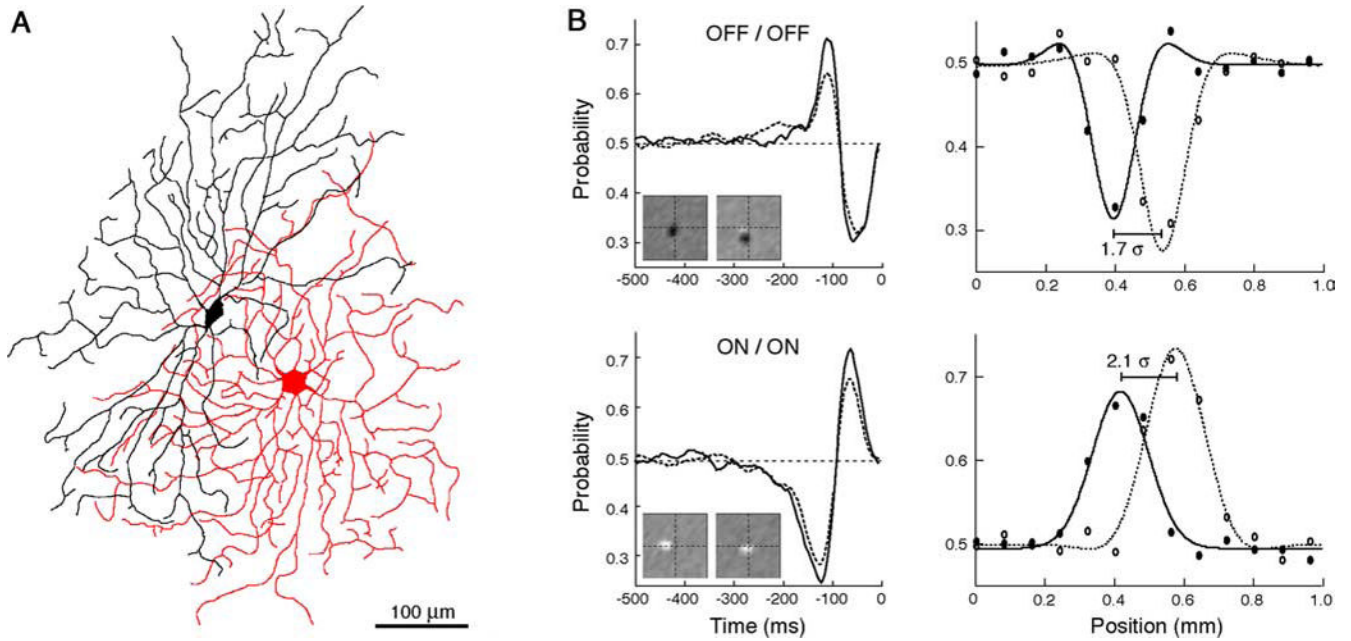 A
100 μm
B
OFF / OFF
Probability
0.7
0.6
0.5
0.4
0.3
-500 -400 -300 -200 -100 0
0.5
0.4
0.3
1.7 σ
0 0.2 0.4 0.6 0.8 1.0
ON / ON
Probability
0.7
0.6
0.5
0.4
0.3
-500 -400 -300 -200 -100 0
Time (ms)
0.7
0.6
0.5
2.1 σ
0 0.2 0.4 0.6 0.8 1.0
Position (mm)